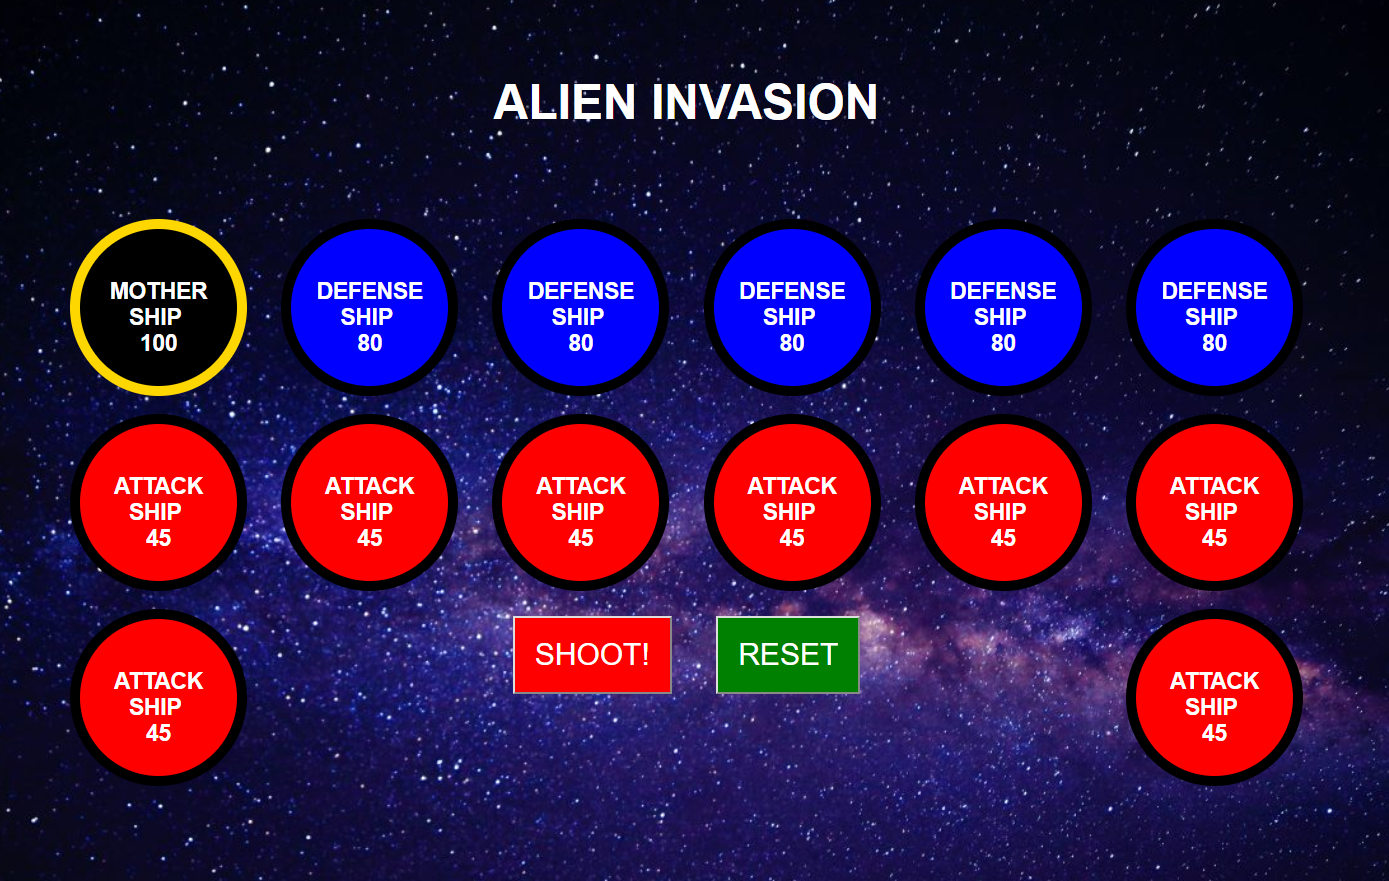 ALIEN INVASION
MOTHER
SHIP
100
DEFENSE
SHIP
80
DEFENSE
SHIP
80
DEFENSE
SHIP
80
DEFENSE
SHIP
80
DEFENSE
SHIP
80
ATTACK
SHIP
45
ATTACK
SHIP
45
ATTACK
SHIP
45
ATTACK
SHIP
45
ATTACK
SHIP
45
ATTACK
SHIP
45
ATTACK
SHIP
45
SHOOT!
RESET
ATTACK
SHIP
45